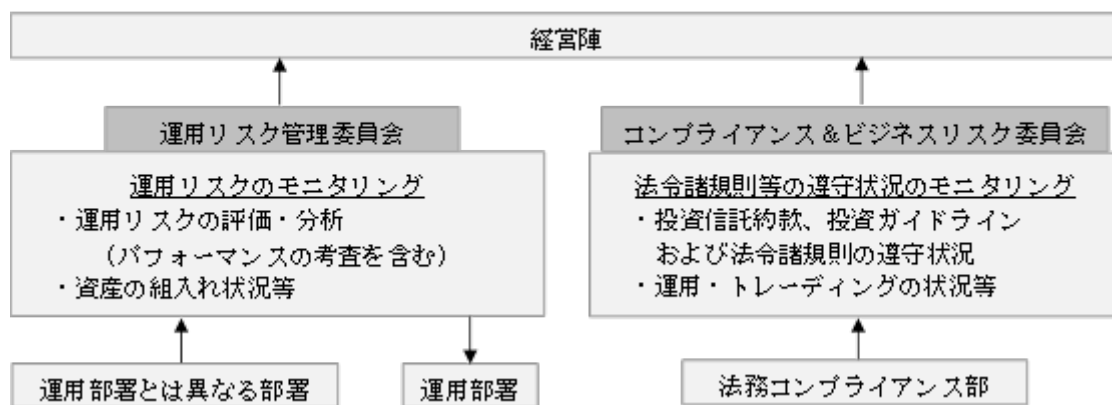 経営陣
運用リスク管理委員会
運用リスクのモニタリング
・運用リスクの評価・分析
（パフォーマンスの考査を含む）
・資産の組入れ状況等
運用部署とは異なる部署
運用部署
コンプライアンス＆ビジネスリスク委員会
法令諸規則等の遵守状況のモニタリング
・投資信託約款、投資ガイドライン
および法令諸規則の遵守状況
・運用・トレーディングの状況等
法務コンプライアンス部